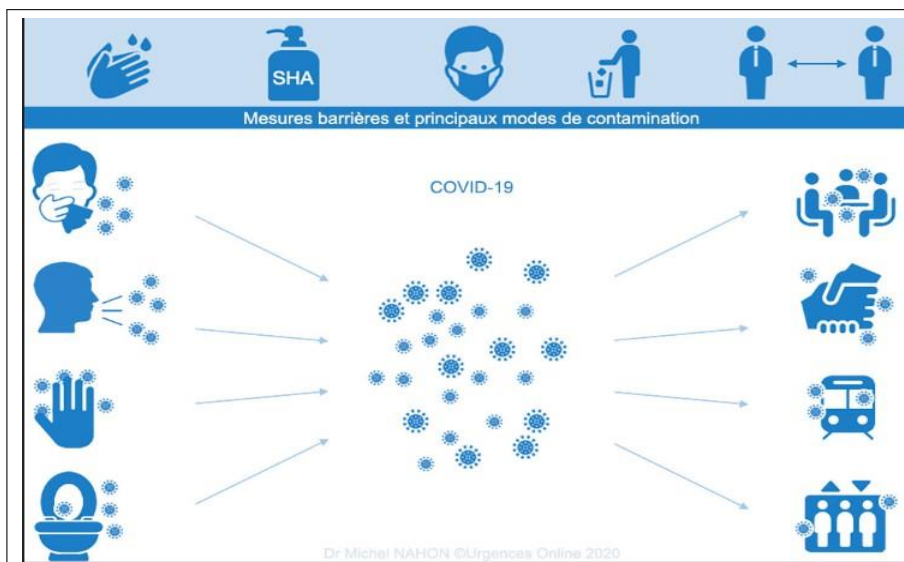 SHA
Mesures barrières et principaux modes de contamination
COVID-19
Dr Michel NAHON ©Urgences Online 2020